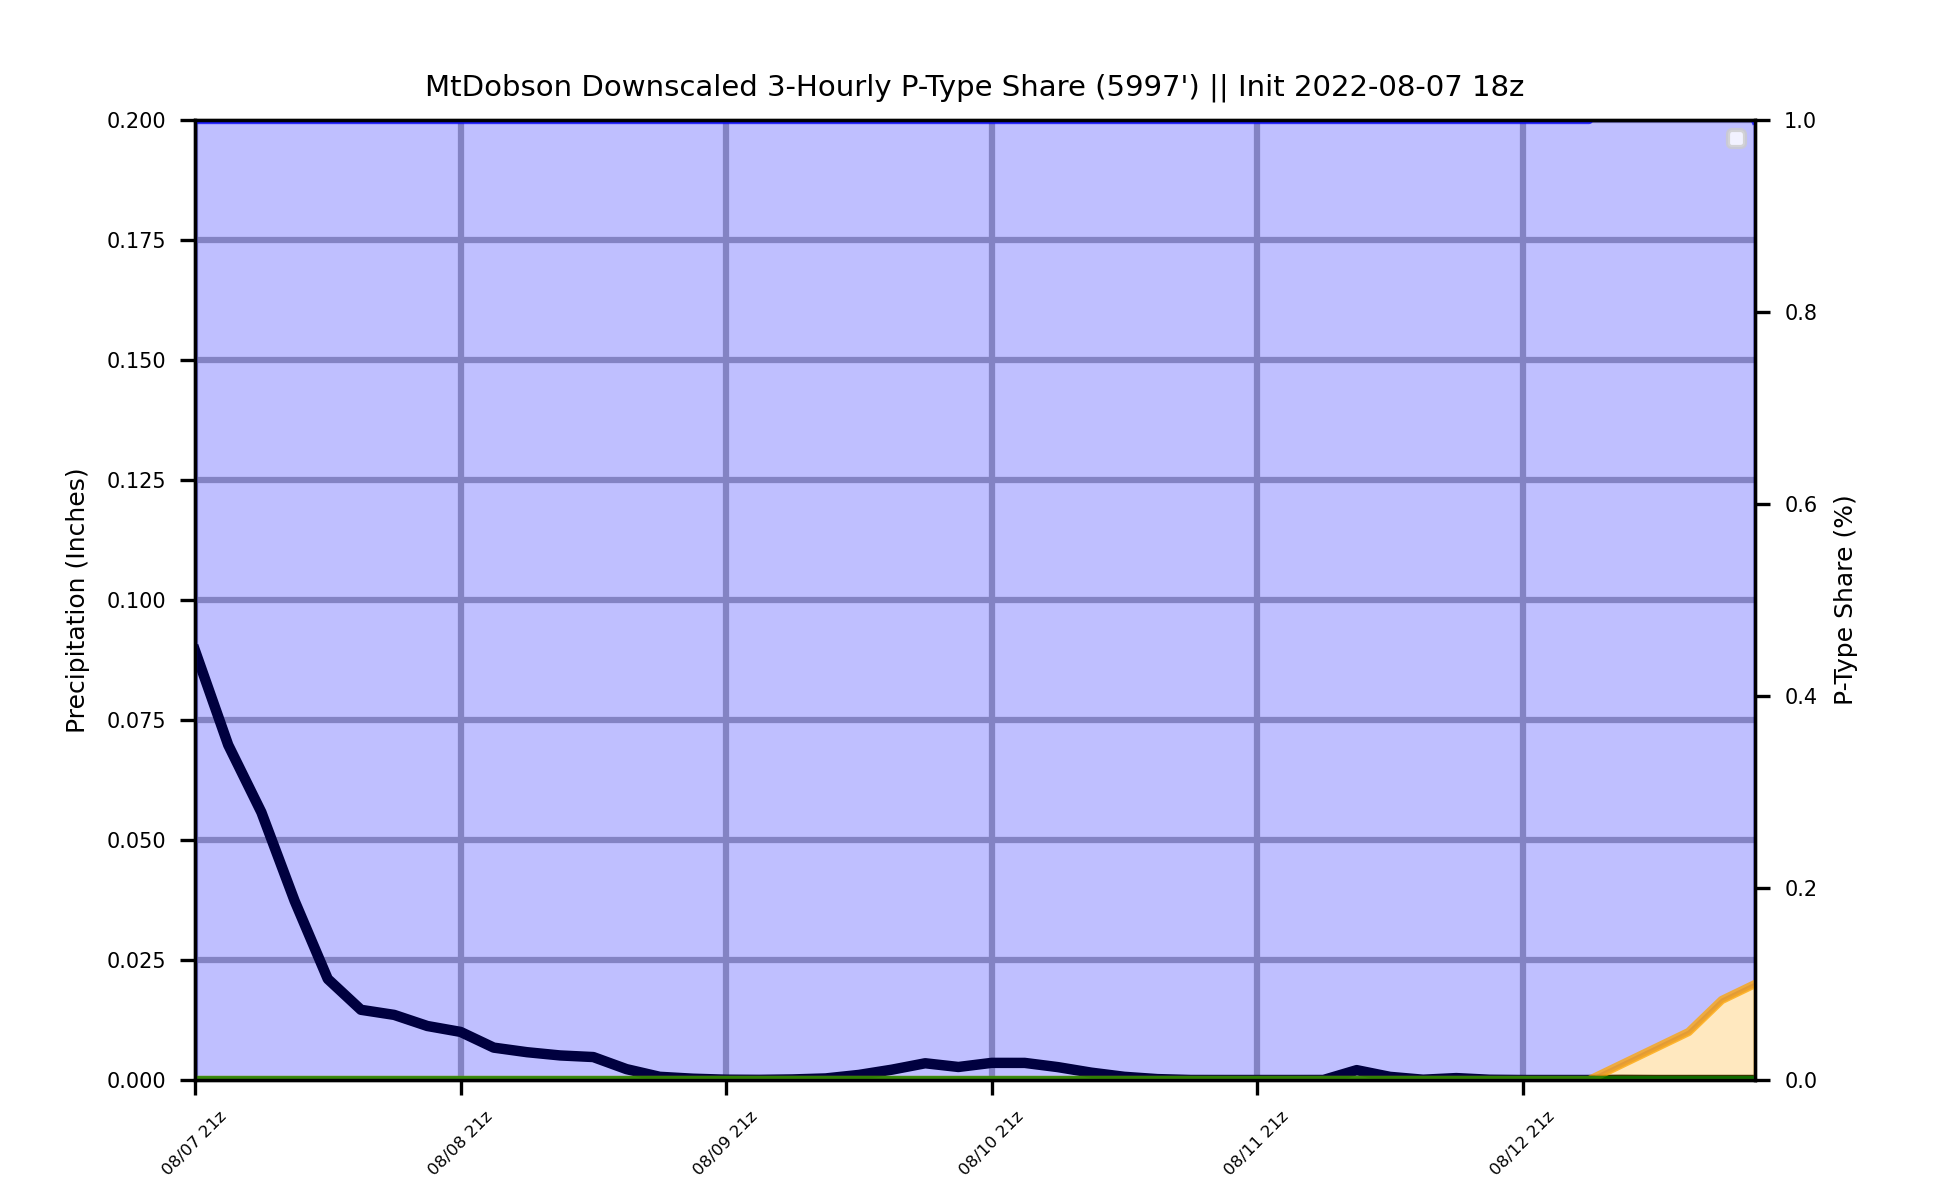 MtDobson Downscaled 3-Hourly P-Type Share (5997') || Init 2022-08-07 18z
0.200
0.175
0.150
0.125
0.100
0.075
0.050
0.025
0.000
Precipitation (Inches)
1.0
0.8
0.6
0.4
0.2
0.0
P-Type Share (%)
08/07 21z
08/08 21z
08/09 21z
08/10 21z
08/11 21z
08/12 21z